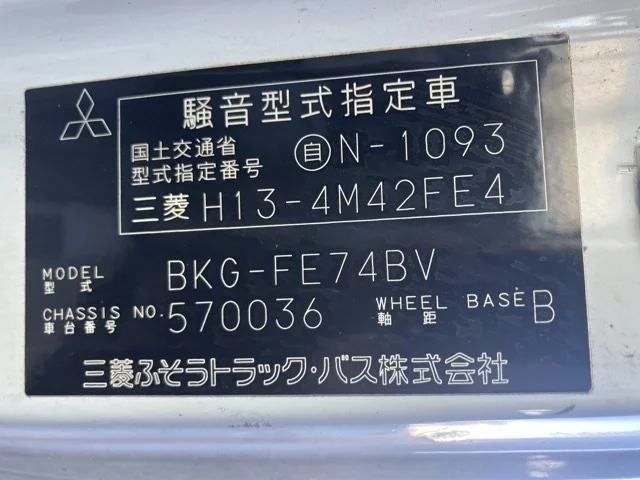 騒音型式指定車
国土交通省
型式指定番号 自N-1093
三菱 H13-4M42FE4
MODEL
型式 BKG-FE74BV
CHASSIS NO.
車台番号 570036 WHEEL BASE
軸距 B
三菱ふそうトラック・バス株式会社